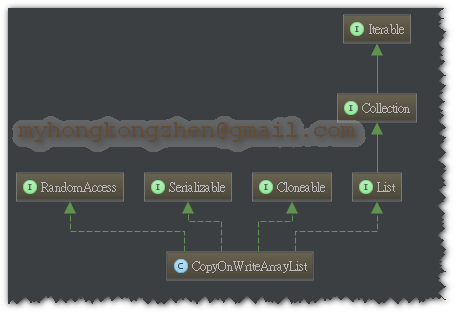 I Iterable
I Collection
myhongkongzhen@gmail.com
I RandomAccess
I Serializable
I Cloneable
I List
C CopyOnWriteArrayList